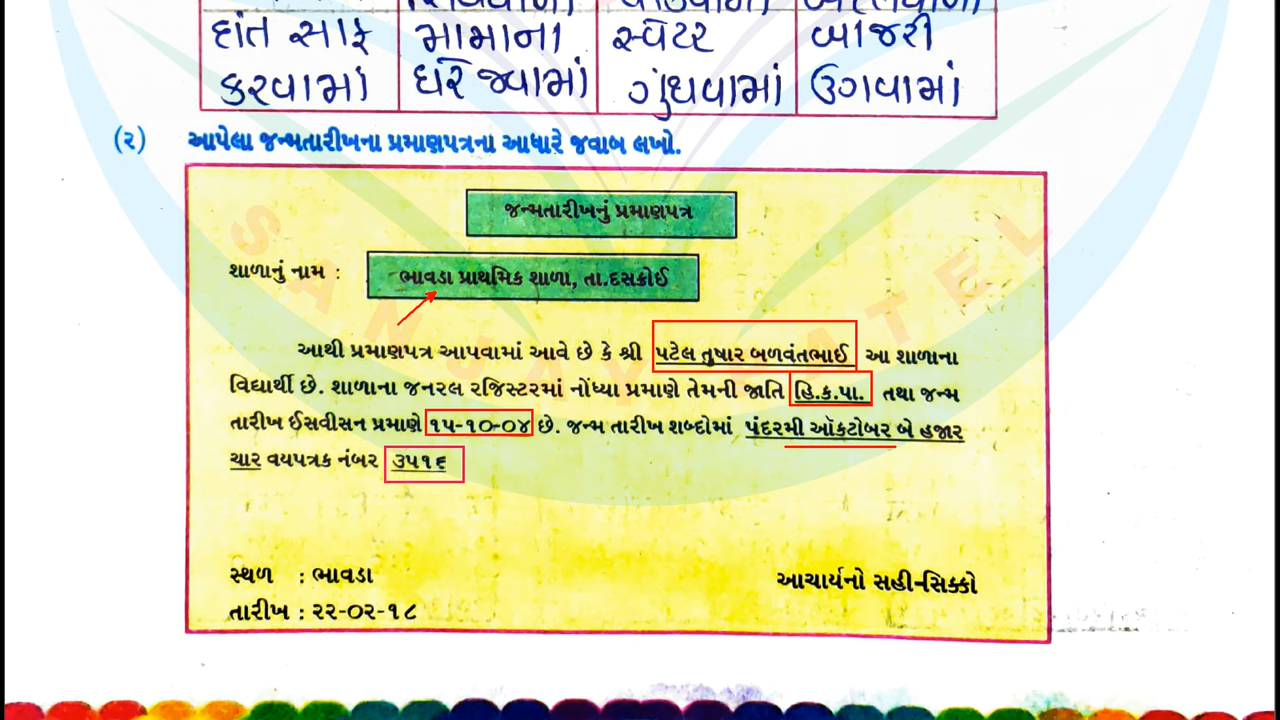 દાંત સાફ મામાના સ્વેટર બાજરી
કરવામાં ઘરે જવામાં ગુંથવામાં ઉગવામાં
(૨) આપેલા જન્મતારીખના પ્રમાણપત્રના આધારે જવાબ લખો.
જન્મતારીખનું પ્રમાણપત્ર
શાળાનું નામ : ભાવડા પ્રાથમિક શાળા, તા.દસક્રોઈ
આથી પ્રમાણપત્ર આપવામાં આવે છે કે શ્રી પટેલ તુષાર બળવંતભાઈ આ શાળાના
વિદ્યાર્થી છે. શાળાના જનરલ રજિસ્ટરમાં નોંધ્યા પ્રમાણે તેમની જાતિ હિ.ક.પા. તથા જન્મ
તારીખ ઈસવીસન પ્રમાણે ૧૫-૧૦-૦૪ છે. જન્મ તારીખ શબ્દોમાં પંદરમી ઑક્ટોબર બે હજાર
ચાર વયપત્રક નંબર ૩૫૧૬
સ્થળ : ભાવડા આચાર્યનો સહી-સિક્કો
તારીખ : ૨૨-૦૨-૧૮